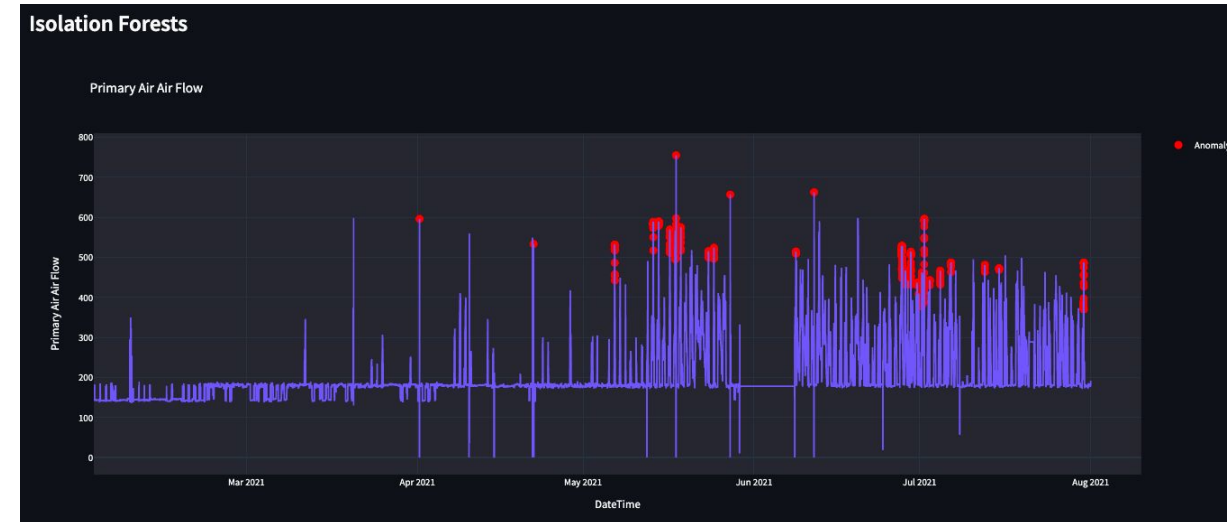 Isolation Forests
Primary Air Air Flow
800
700
600
500
400
300
200
100
0
Primary Air Air Flow
Mar 2021
Apr 2021
May 2021
Jun 2021
Jul 2021
Aug 2021
DateTime
Anomaly